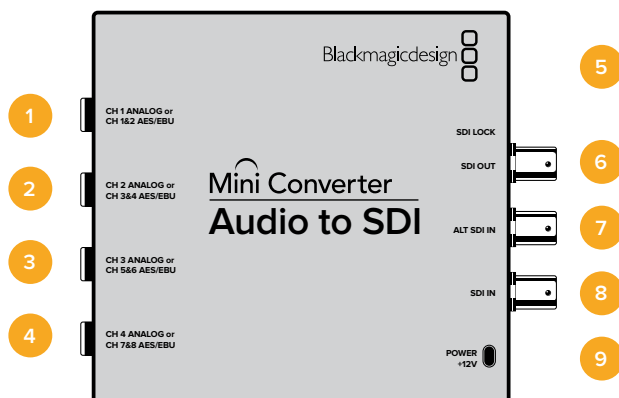 Blackmagicdesign
5
1
CH 1 ANALOG or
CH 1&2 AES/EBU
SDI LOCK
SDI OUT
6
2
CH 2 ANALOG or
CH 3&4 AES/EBU
Mini Converter
Audio to SDI
ALT SDI IN
7
3
CH 3 ANALOG or
CH 5&6 AES/EBU
SDI IN
8
4
CH 4 ANALOG or
CH 7&8 AES/EBU
POWER
+12V
9